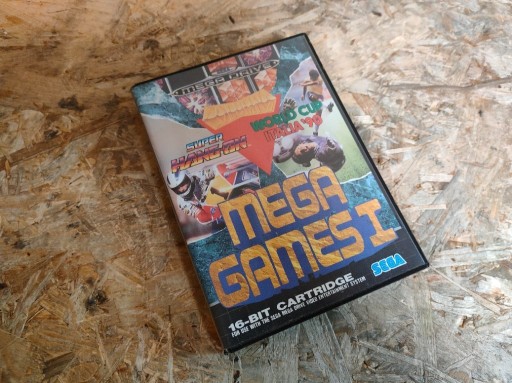 MEGA DRIVE
COLUMNS
WORLD CUP
ITALIA '90
SUPER
HANG-ON
MEGA
GAMES I
SEGA
16-BIT CARTRIDGE
FOR USE WITH THE SEGA MEGA DRIVE VIDEO ENTERTAINMENT SYSTEM